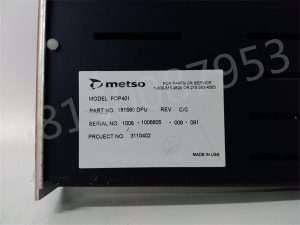 metso
FOR PARTS OR SERVICE
MODEL PDP401
PART NO. 181580 DPU REV C/C
SERIAL NO. 1008 - 1006605 - 008 - 091
PROJECT NO. 3110402
MADE IN USA